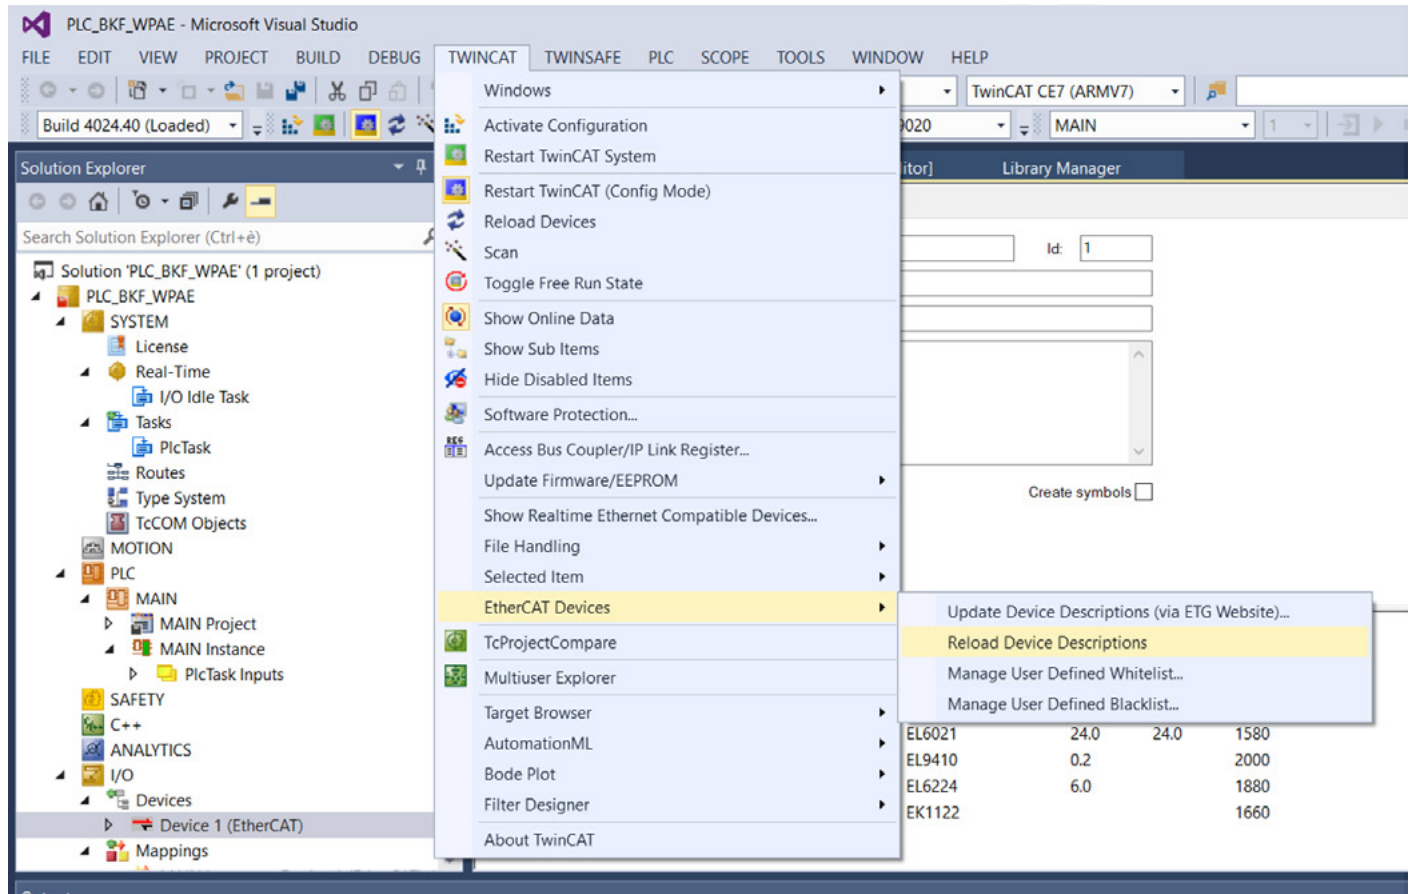 PLC_BKF_WPAE - Microsoft Visual Studio
FILE EDIT VIEW PROJECT BUILD DEBUG TWINCAT TWINSAFE PLC SCOPE TOOLS WINDOW HELP
TwinCAT CE7 (ARMV7)
Build 4024.40 (Loaded) 9020 MAIN 1
Solution Explorer
Search Solution Explorer (Ctrl+è)
Solution 'PLC_BKF_WPAE' (1 project)
PLC_BKF_WPAE
SYSTEM
License
Real-Time
I/O Idle Task
Tasks
PlcTask
Routes
Type System
TcCOM Objects
MOTION
PLC
MAIN
MAIN Project
MAIN Instance
PlcTask Inputs
SAFETY
C++
ANALYTICS
I/O
Devices
Device 1 (EtherCAT)
Mappings
Windows
Activate Configuration
Restart TwinCAT System
Restart TwinCAT (Config Mode)
Reload Devices
Scan
Toggle Free Run State
Show Online Data
Show Sub Items
Hide Disabled Items
Software Protection...
REG Access Bus Coupler/IP Link Register...
Update Firmware/EEPROM
Show Realtime Ethernet Compatible Devices...
File Handling
Selected Item
EtherCAT Devices
TcProjectCompare
Multiuser Explorer
Target Browser
AutomationML
Bode Plot
Filter Designer
About TwinCAT
Update Device Descriptions (via ETG Website)...
Reload Device Descriptions
Manage User Defined Whitelist...
Manage User Defined Blacklist...
itor] Library Manager
Id: 1
Create symbols
EL6021 24.0 24.0 1580
EL9410 0.2 2000
EL6224 6.0 1880
EK1122 1660